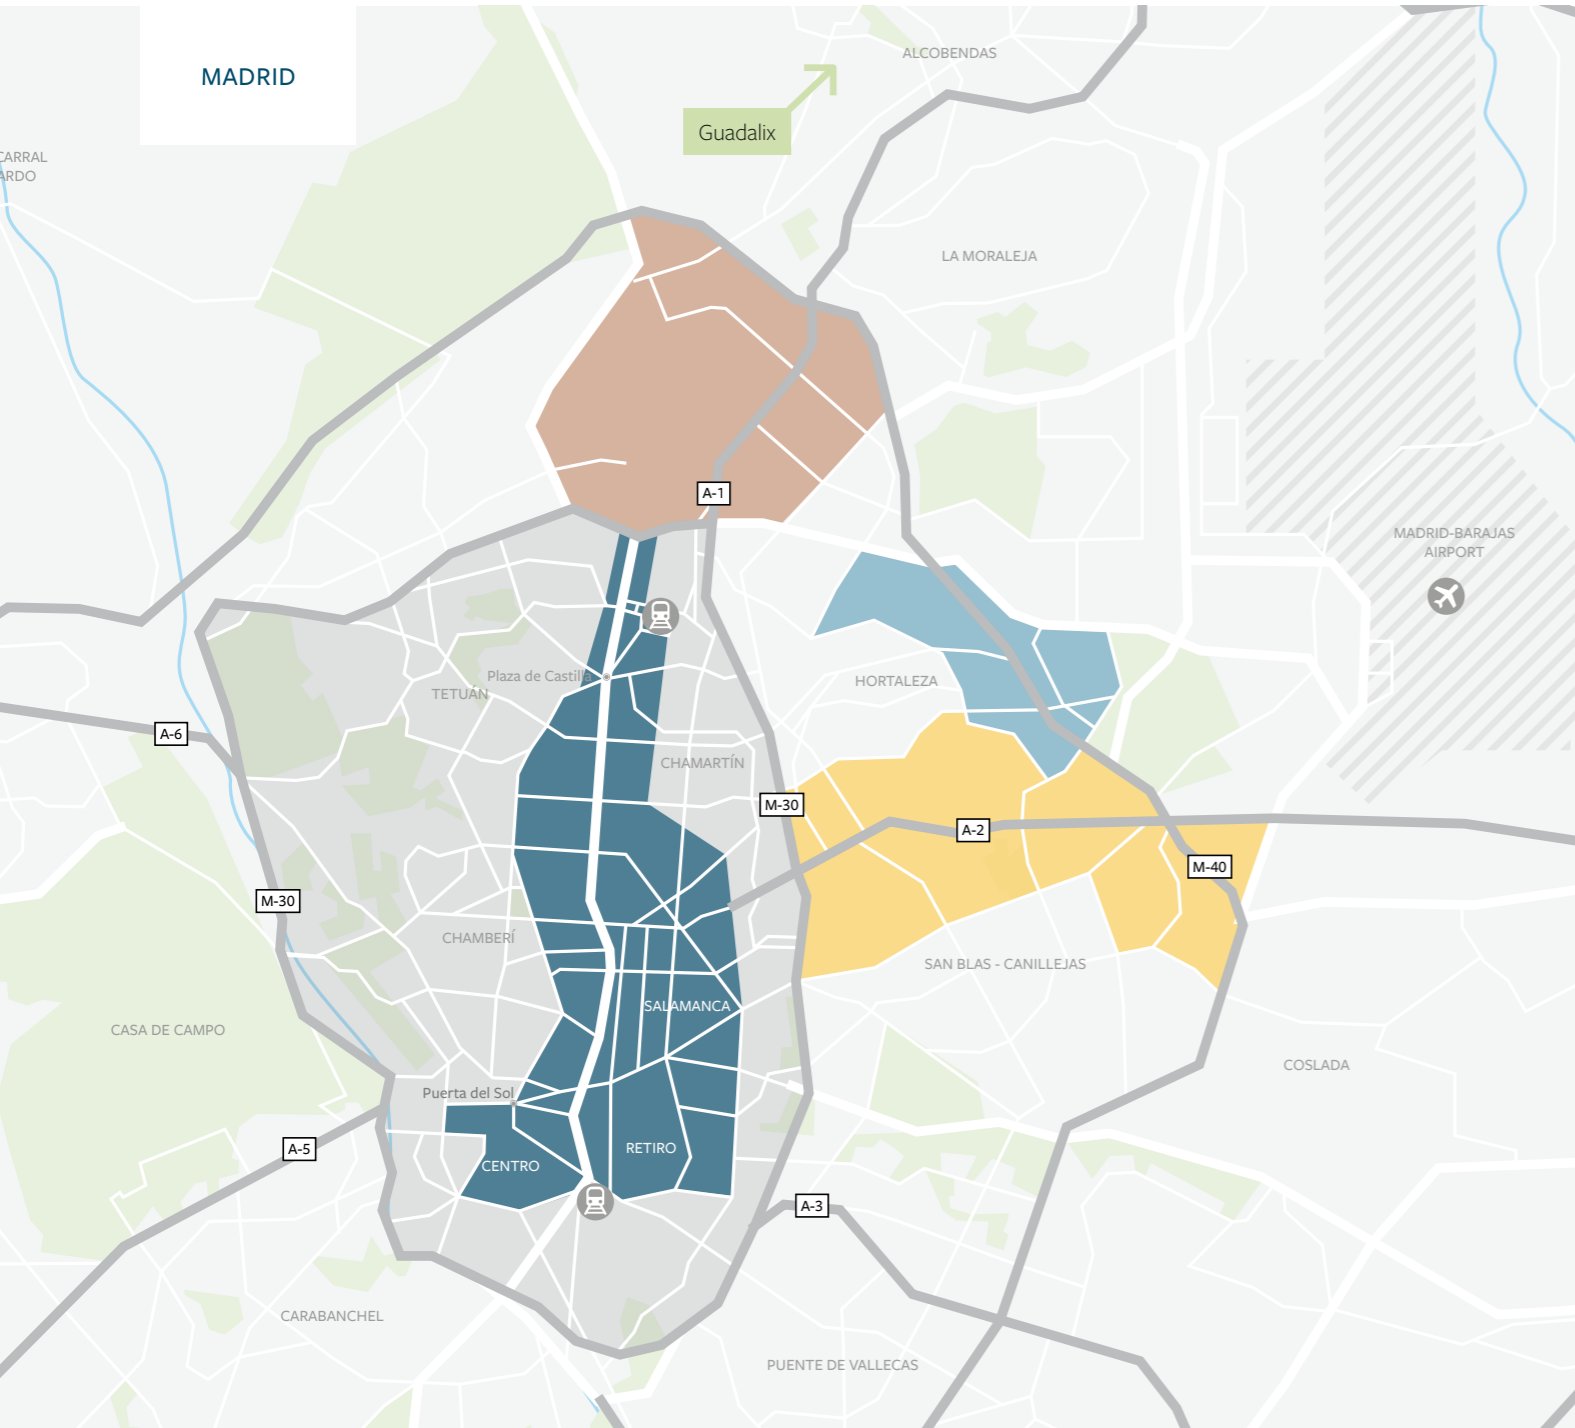 MADRID
ALCOBENDAS
Guadalix
CARRAL
ARDO
LA MORALEJA
A-1
MADRID-BARAJAS
AIRPORT
Plaza de Castilla
TETUÁN
HORTALEZA
A-6
CHAMARTÍN
M-30
A-2
M-40
M-30
CHAMBERÍ
SAN BLAS - CANILLEJAS
SALAMANCA
CASA DE CAMPO
COSLADA
Puerta del Sol
A-5
RETIRO
CENTRO
A-3
CARABANCHEL
PUENTE DE VALLECAS